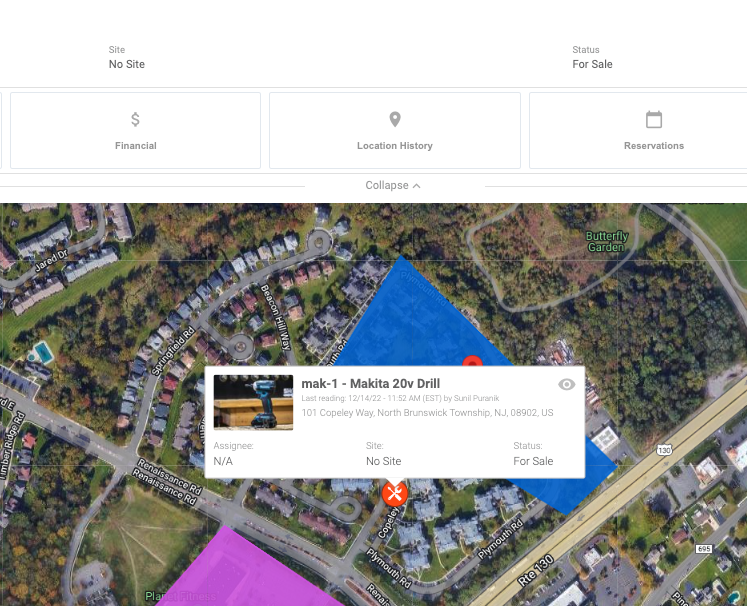 Site
No Site
Status
For Sale
Financial
Location History
Reservations
Collapse
Butterfly
Garden
Jared Dr
Beacon Hill Way
Springfield Rd
mak-1 - Makita 20v Drill
Last reading: 12/14/22 - 11:52 AM (EST) by Sunil Puranik
101 Copeley Way, North Brunswick Township, NJ, 08902, US
Assignee:
Site:
Status:
N/A
No Site
For Sale
130
Timber Ridge Rd
Renaissance Rd
Renaissance Rd
Copeley
Plymouth Rd
Plymouth Rd
695
Rte 130